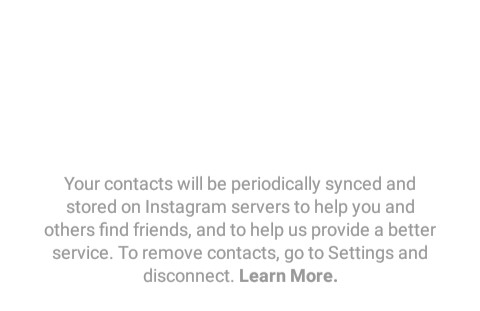 Your contacts will be periodically synced and
stored on Instagram servers to help you and
others find friends, and to help us provide a better
service. To remove contacts, go to Settings and
disconnect. Learn More.